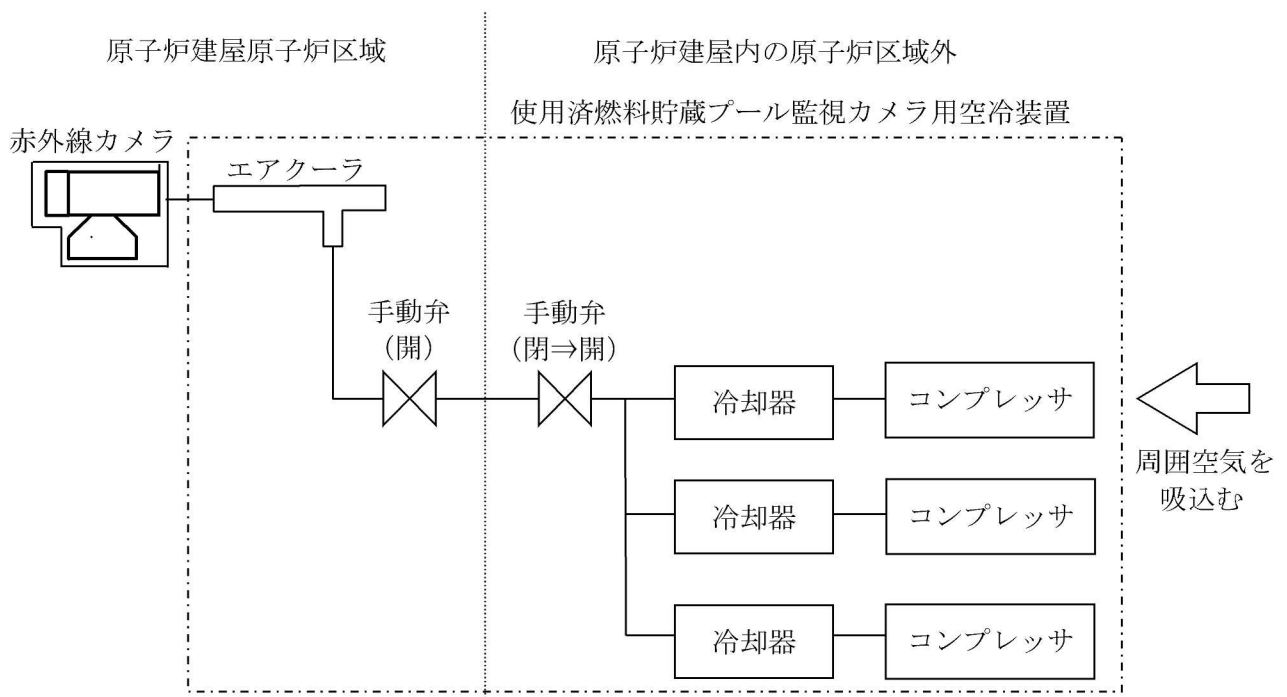 原子炉建屋原子炉区域
原子炉建屋内の原子炉区域外
使用済燃料貯蔵プール監視カメラ用空冷装置
赤外線カメラ
エアクーラ
手動弁
(開)
手動弁
(閉⇒開)
冷却器
コンプレッサ
冷却器
コンプレッサ
冷却器
コンプレッサ
周囲空気を
吸込む